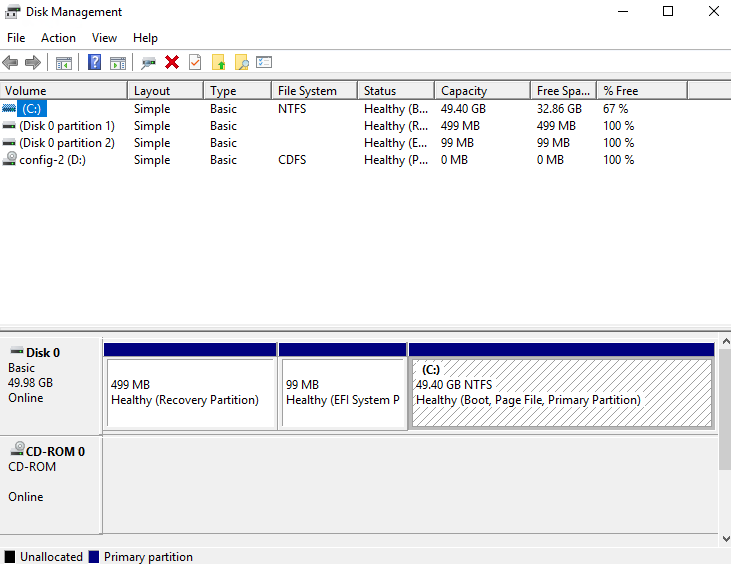 Disk Management
File Action View Help
Volume Layout Type File System Status Capacity Free Spa... % Free
(C:) Simple Basic NTFS Healthy (B... 49.40 GB 32.86 GB 67 %
(Disk 0 partition 1) Simple Basic Healthy (R... 499 MB 499 MB 100 %
(Disk 0 partition 2) Simple Basic Healthy (E... 99 MB 99 MB 100 %
config-2 (D:) Simple Basic CDFS Healthy (P... 0 MB 0 MB 100 %
Disk 0
Basic
49.98 GB
Online
499 MB
Healthy (Recovery Partition)
99 MB
Healthy (EFI System P
(C:)
49.40 GB NTFS
Healthy (Boot, Page File, Primary Partition)
CD-ROM 0
CD-ROM
Online
Unallocated Primary partition